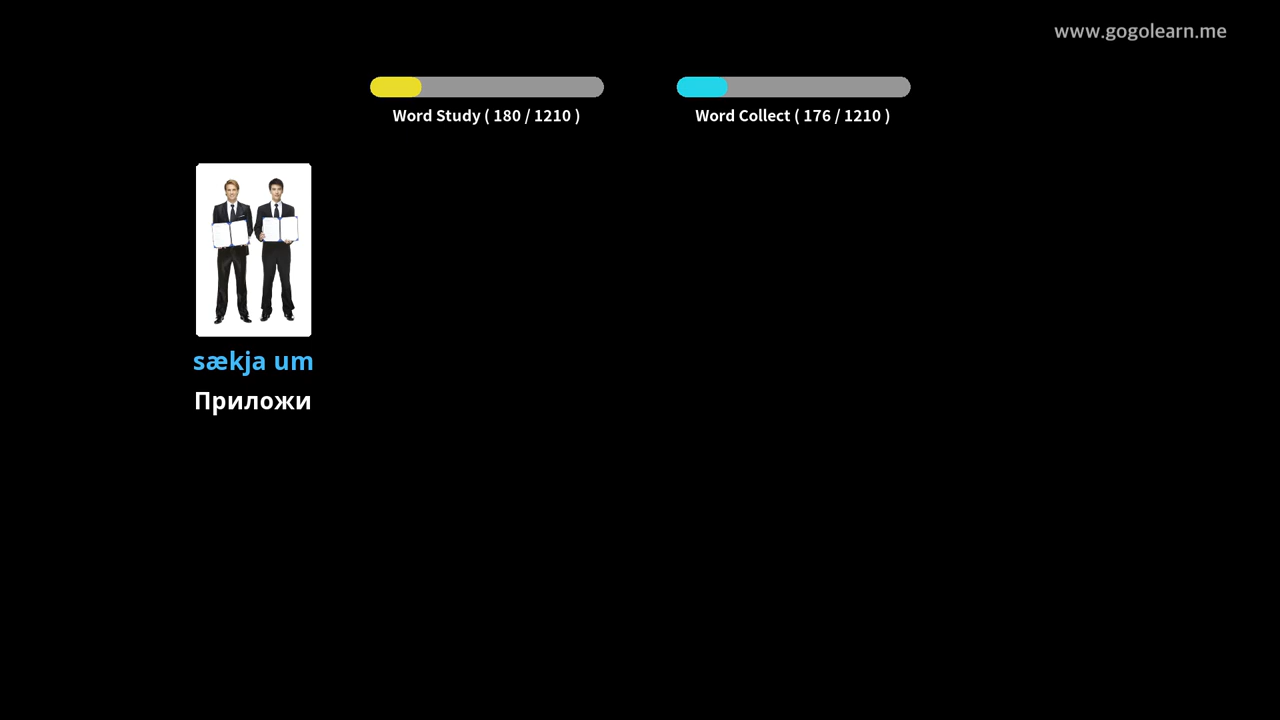 www.gogolearn.me
Word Study ( 180 / 1210 )
Word Collect ( 176 / 1210 )
sækja um
Приложи